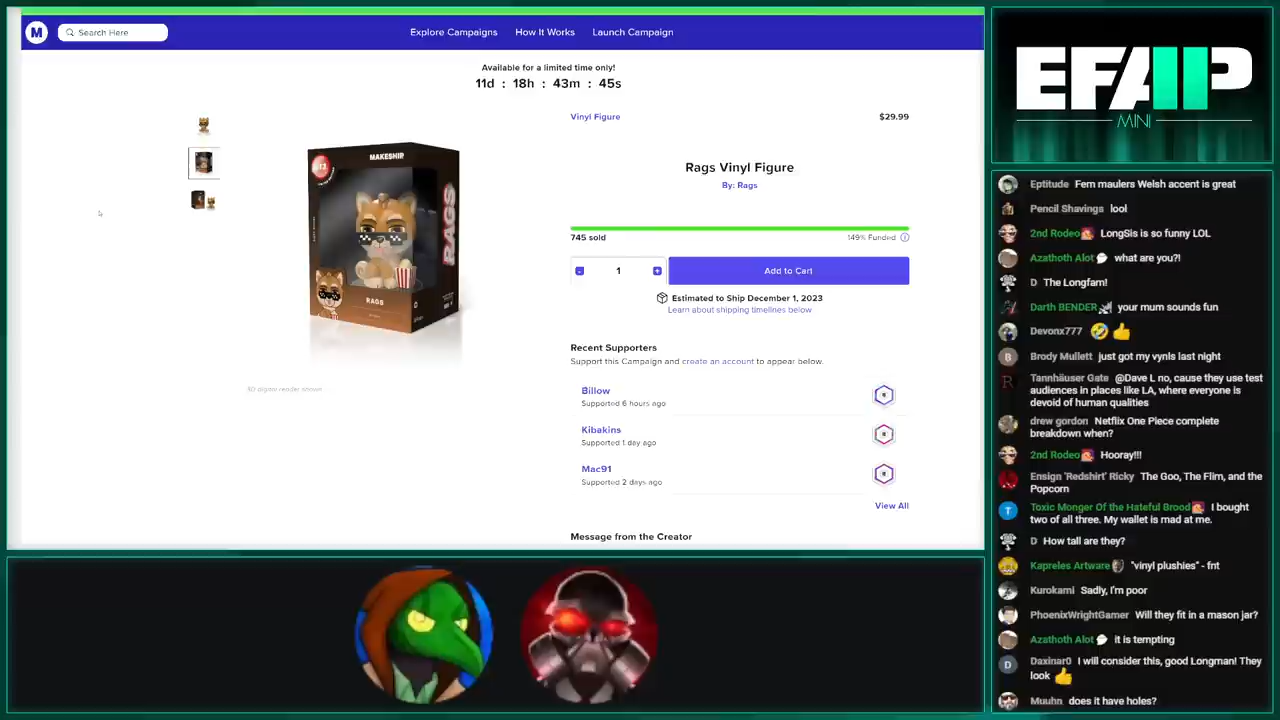 M
Search Here
Explore Campaigns
How It Works
Launch Campaign
Available for a limited time only!
11d : 18h : 43m : 45s
Vinyl Figure
$29.99
Rags Vinyl Figure
By: Rags
MAKESHIP
RAGS
RAGS
745 sold
149% Funded
- 1 +
Add to Cart
Estimated to Ship December 1, 2023
Learn about shipping timelines below
Recent Supporters
Support this Campaign and create an account to appear below.
Billow
Supported 6 hours ago
Kibakins
Supported 1 day ago
Mac91
Supported 2 days ago
View All
Message from the Creator
3D digital render shown
EFAP
MINI
Eptitude Fem maulers Welsh accent is great
Pencil Shavings lool
2nd Rodeo LongSis is so funny LOL
Azathoth Alot what are you?!
D The Longfam!
Darth BENDER your mum sounds fun
Devonx777 🤣👍
Brody Mullett just got my vynls last night
Tannhäuser Gate @Dave L no, cause they use test
audiences in places like LA, where everyone is
devoid of human qualities
drew gordon Netflix One Piece complete
breakdown when?
2nd Rodeo Hooray!!!
Ensign 'Redshirt' Ricky The Goo, The Flim, and the
Popcorn
Toxic Monger Of the Hateful Brood I bought
two of all three. My wallet is mad at me.
D How tall are they?
Kapreles Artware "vinyl plushies" - fnt
Kurokami Sadly, I'm poor
PhoenixWrightGamer Will they fit in a mason jar?
Azathoth Alot it is tempting
Daxinar0 I will consider this, good Longman! They
look 👍
Muuhn does it have holes?